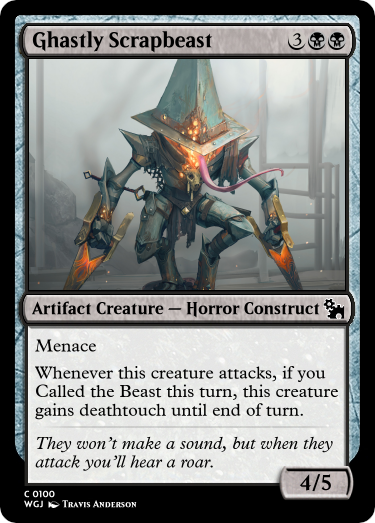 Ghastly Scrapbeast 3
Artifact Creature — Horror Construct
Menace
Whenever this creature attacks, if you
Called the Beast this turn, this creature
gains deathtouch until end of turn.
They won't make a sound, but when they
attack you'll hear a roar.
4/5
C 0100
WGJ Travis Anderson